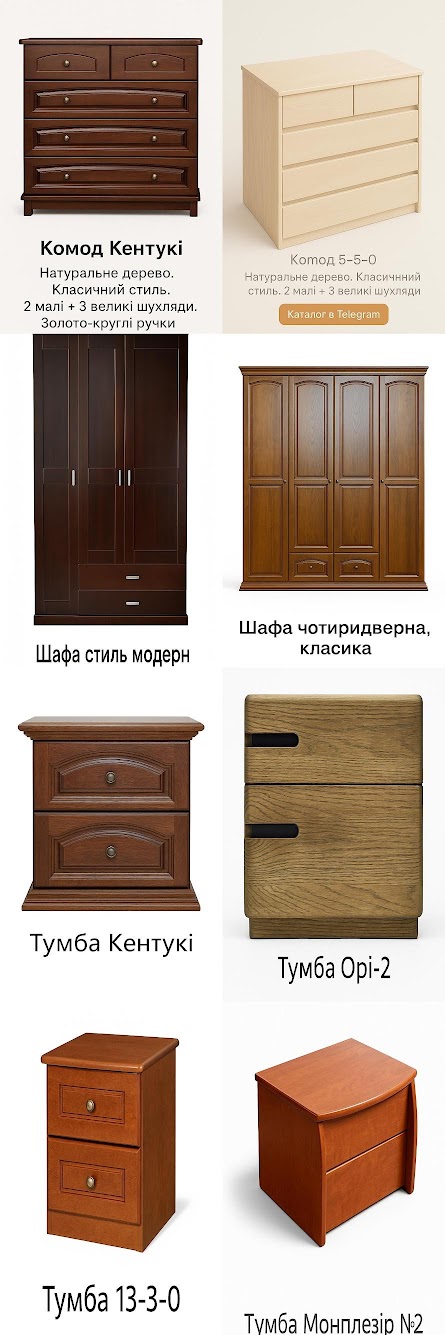 Комод Кентукі
Натуральне дерево.
Класичний стиль.
2 малі + 3 великі шухляди.
Золото-круглі ручки
Комод 5-5-0
Натуральне дерево. Класичнний
стиль. 2 малі + 3 великі шухляди
Каталог в Telegram
Шафа стиль модерн
Шафа чотиридверна,
класика
Тумба Кентукі
Тумба Орі-2
Тумба 13-3-0
Тумба Монплезір №2